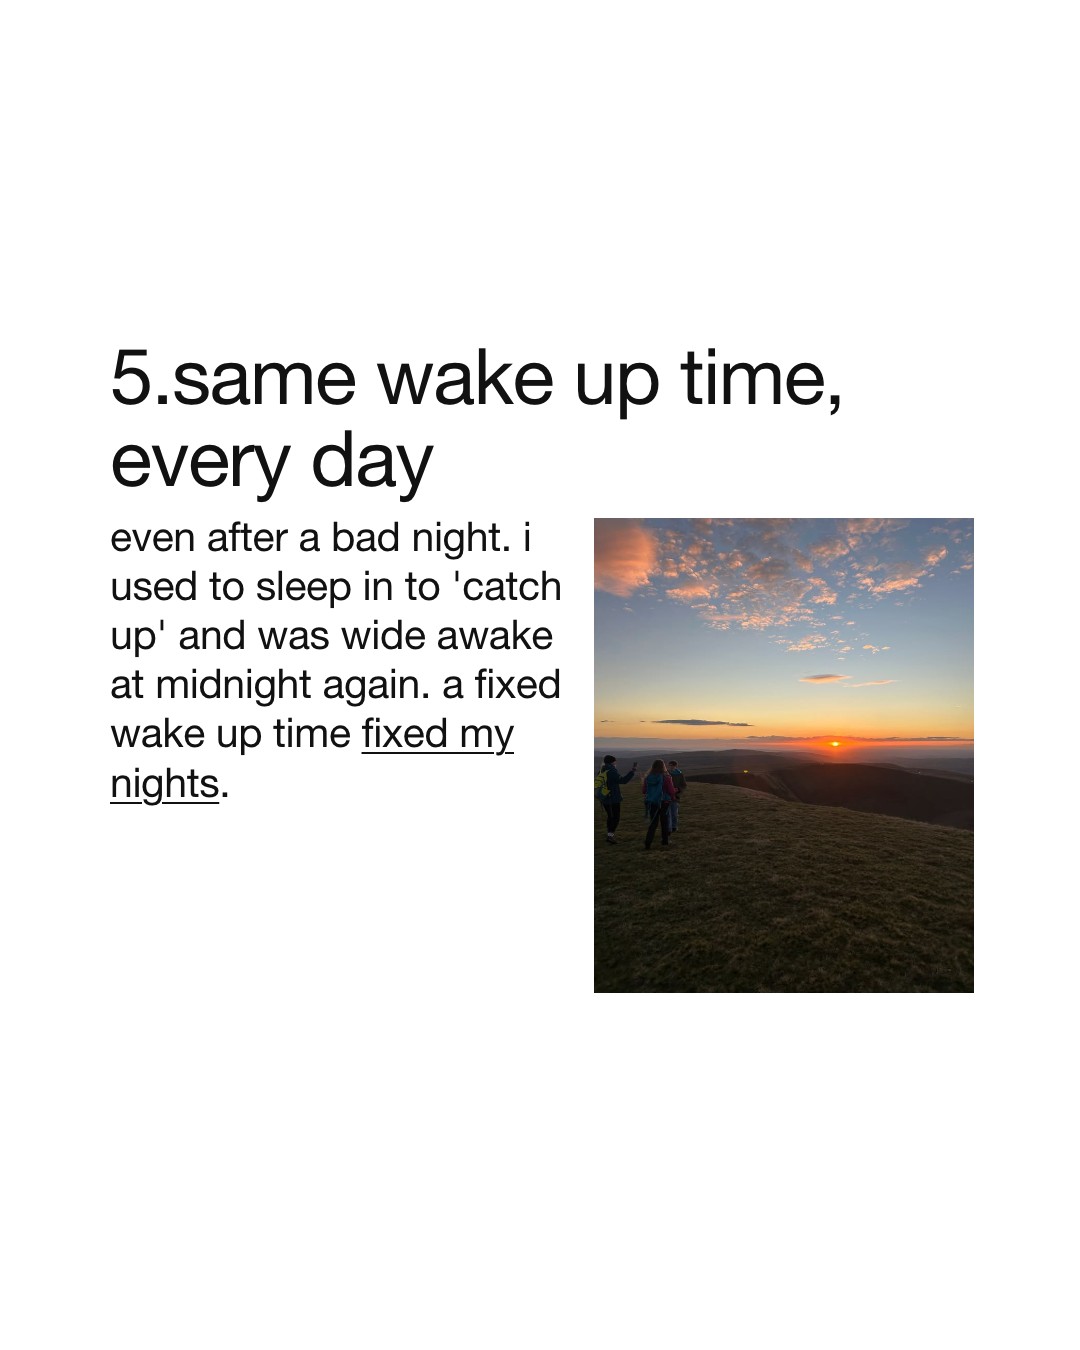 5.same wake up time,
every day
even after a bad night. i
used to sleep in to 'catch
up' and was wide awake
at midnight again. a fixed
wake up time fixed my
nights.